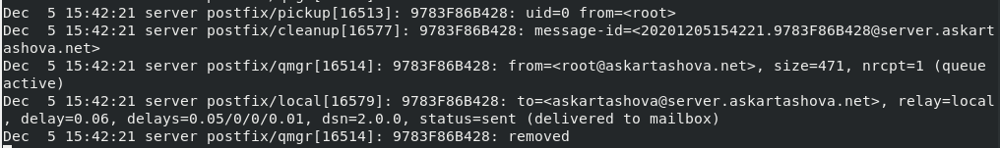 Dec  5 15:42:21 server postfix/pickup[16513]: 9783F86B428: uid=0 from=<root>
Dec  5 15:42:21 server postfix/cleanup[16577]: 9783F86B428: message-id=<20201205154221.9783F86B428@server.askart
ashova.net>
Dec  5 15:42:21 server postfix/qmgr[16514]: 9783F86B428: from=<root@askartashova.net>, size=471, nrcpt=1 (queue
active)
Dec  5 15:42:21 server postfix/local[16579]: 9783F86B428: to=<askartashova@server.askartashova.net>, relay=local
, delay=0.06, delays=0.05/0/0/0.01, dsn=2.0.0, status=sent (delivered to mailbox)
Dec  5 15:42:21 server postfix/qmgr[16514]: 9783F86B428: removed